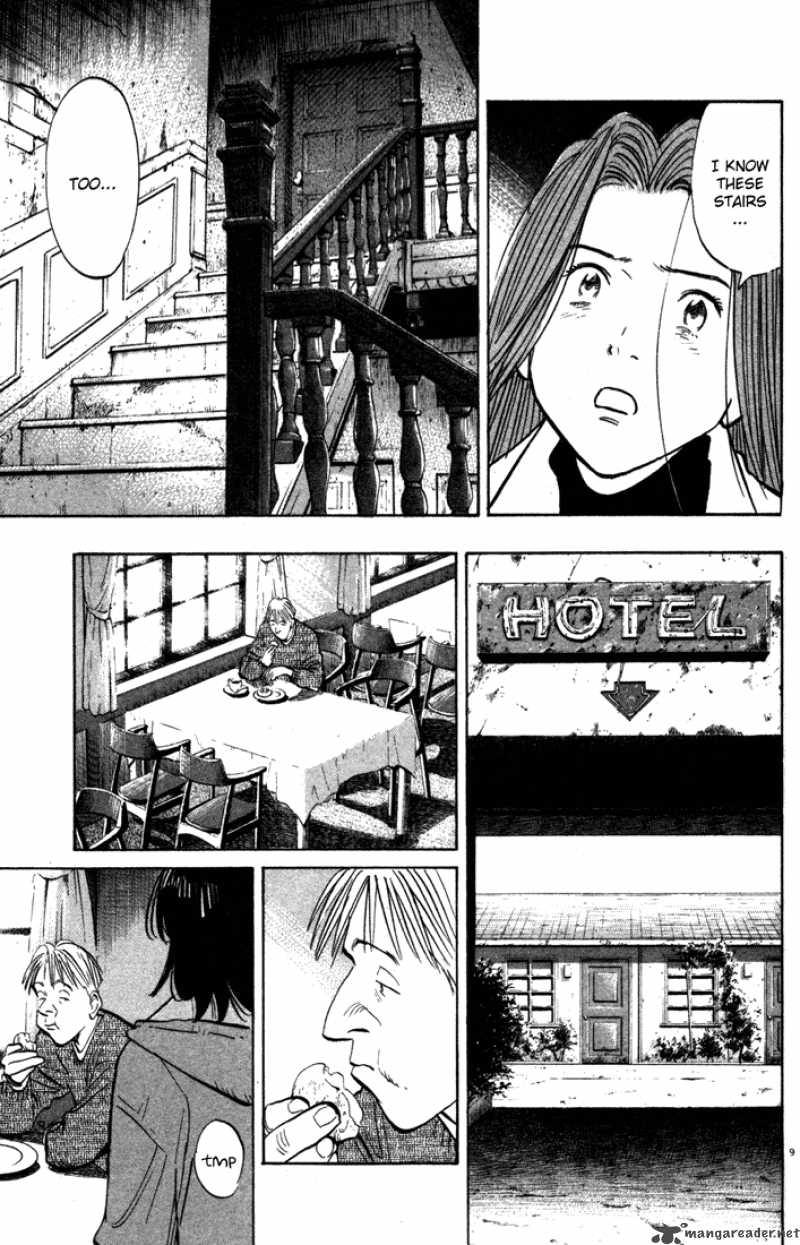 I KNOW
THESE
STAIRS
...
TOO...
HOTEL
TMP
9
mangareader.net